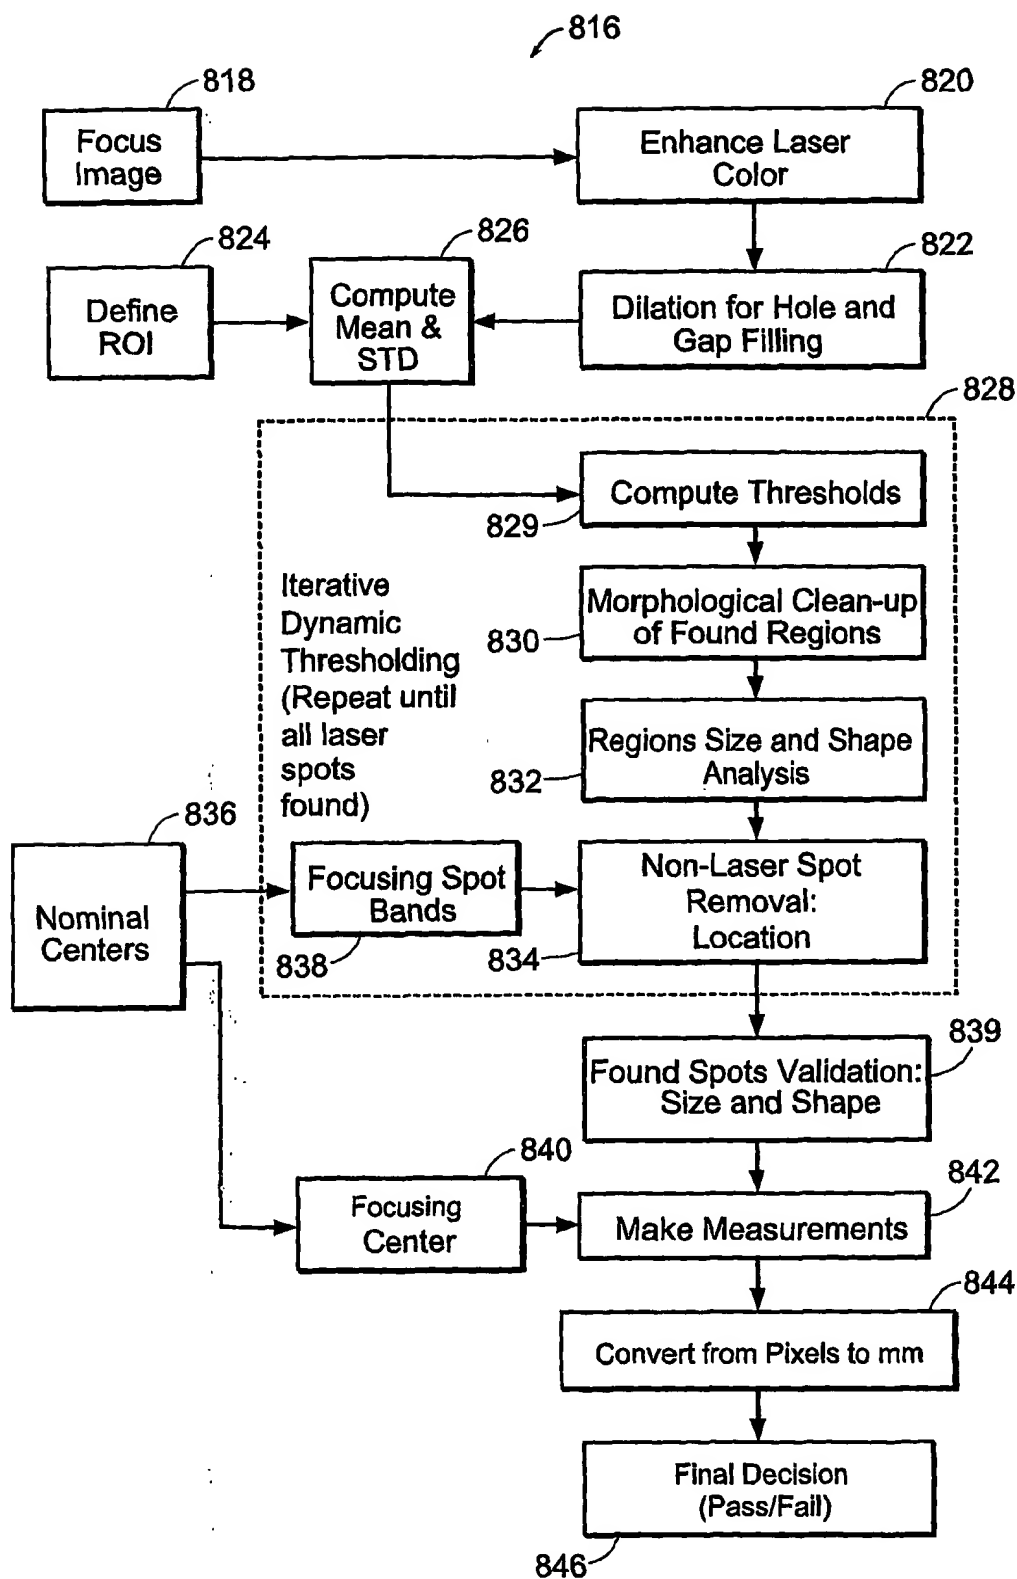 816
818
Focus
Image
820
Enhance Laser
Color
824
Define
ROI
826
Compute
Mean &
STD
822
Dilation for Hole and
Gap Filling
828
Compute Thresholds
829
Iterative
Dynamic
Thresholding
(Repeat until
all laser
spots
found)
Morphological Clean-up
of Found Regions
830
Regions Size and Shape
Analysis
832
836
Nominal
Centers
Focusing Spot
Bands
838
Non-Laser Spot
Removal:
Location
834
839
Found Spots Validation:
Size and Shape
840
Focusing
Center
842
Make Measurements
844
Convert from Pixels to mm
Final Decision
(Pass/Fail)
846